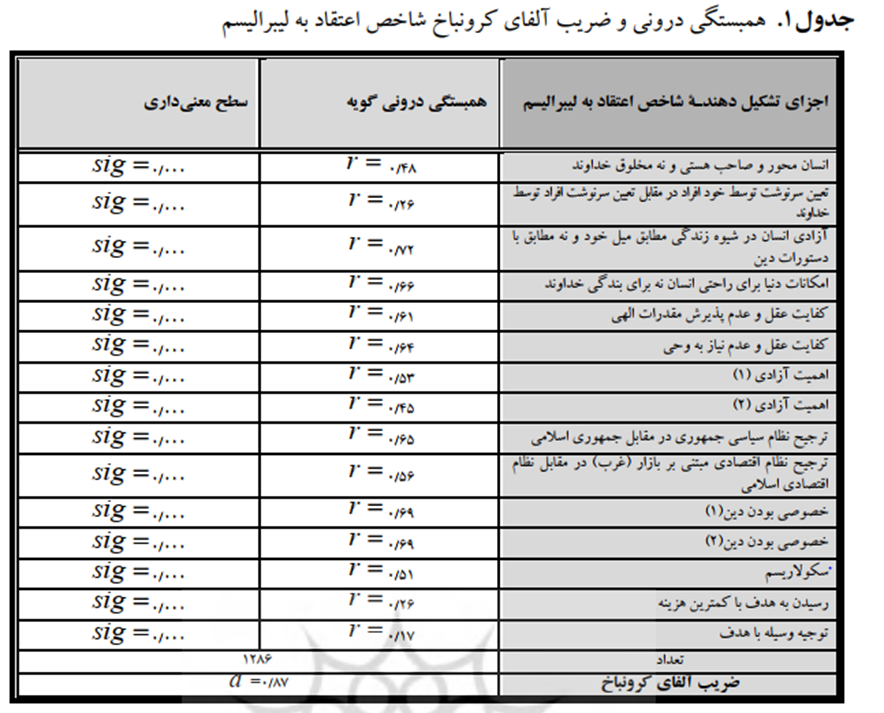 جدول۱. همبستگی درونی و ضریب آلفای کرونباخ شاخص اعتقاد به لیبرالیسم
اجزای تشکیل دهندۀ شاخص اعتقاد به لیبرالیسم همبستگی درونی گویه سطح معنی‌داری
انسان محور و صاحب هستی و نه مخلوق خداوند r = ۰/۴۸ sig = ۰/۰۰۰
تعیین سرنوشت توسط خود افراد در مقابل تعیین سرنوشت افراد توسط
خداوند r = ۰/۲۶ sig = ۰/۰۰۰
آزادی انسان در شیوه زندگی مطابق میل خود و نه مطابق با
دستورات دین r = ۰/۷۲ sig = ۰/۰۰۰
امکانات دنیا برای راحتی انسان نه برای بندگی خداوند r = ۰/۶۶ sig = ۰/۰۰۰
کفایت عقل و عدم پذیرش مقدرات الهی r = ۰/۶۱ sig = ۰/۰۰۰
کفایت عقل و عدم نیاز به وحی r = ۰/۶۴ sig = ۰/۰۰۰
اهمیت آزادی (۱) r = ۰/۵۳ sig = ۰/۰۰۰
اهمیت آزادی (۲) r = ۰/۴۵ sig = ۰/۰۰۰
ترجیح نظام سیاسی جمهوری در مقابل جمهوری اسلامی r = ۰/۶۵ sig = ۰/۰۰۰
ترجیح نظام اقتصادی مبتنی بر بازار (غرب) در مقابل نظام
اقتصادی اسلامی r = ۰/۵۶ sig = ۰/۰۰۰
خصوصی بودن دین(۱) r = ۰/۶۹ sig = ۰/۰۰۰
خصوصی بودن دین(۲) r = ۰/۶۹ sig = ۰/۰۰۰
سکولاریسم r = ۰/۵۱ sig = ۰/۰۰۰
رسیدن به هدف با کمترین هزینه r = ۰/۲۶ sig = ۰/۰۰۰
توجیه وسیله با هدف r = ۰/۱۷ sig = ۰/۰۰۰
تعداد ۱۲۸۶
ضریب آلفای کرونباخ a =۰/۸۷